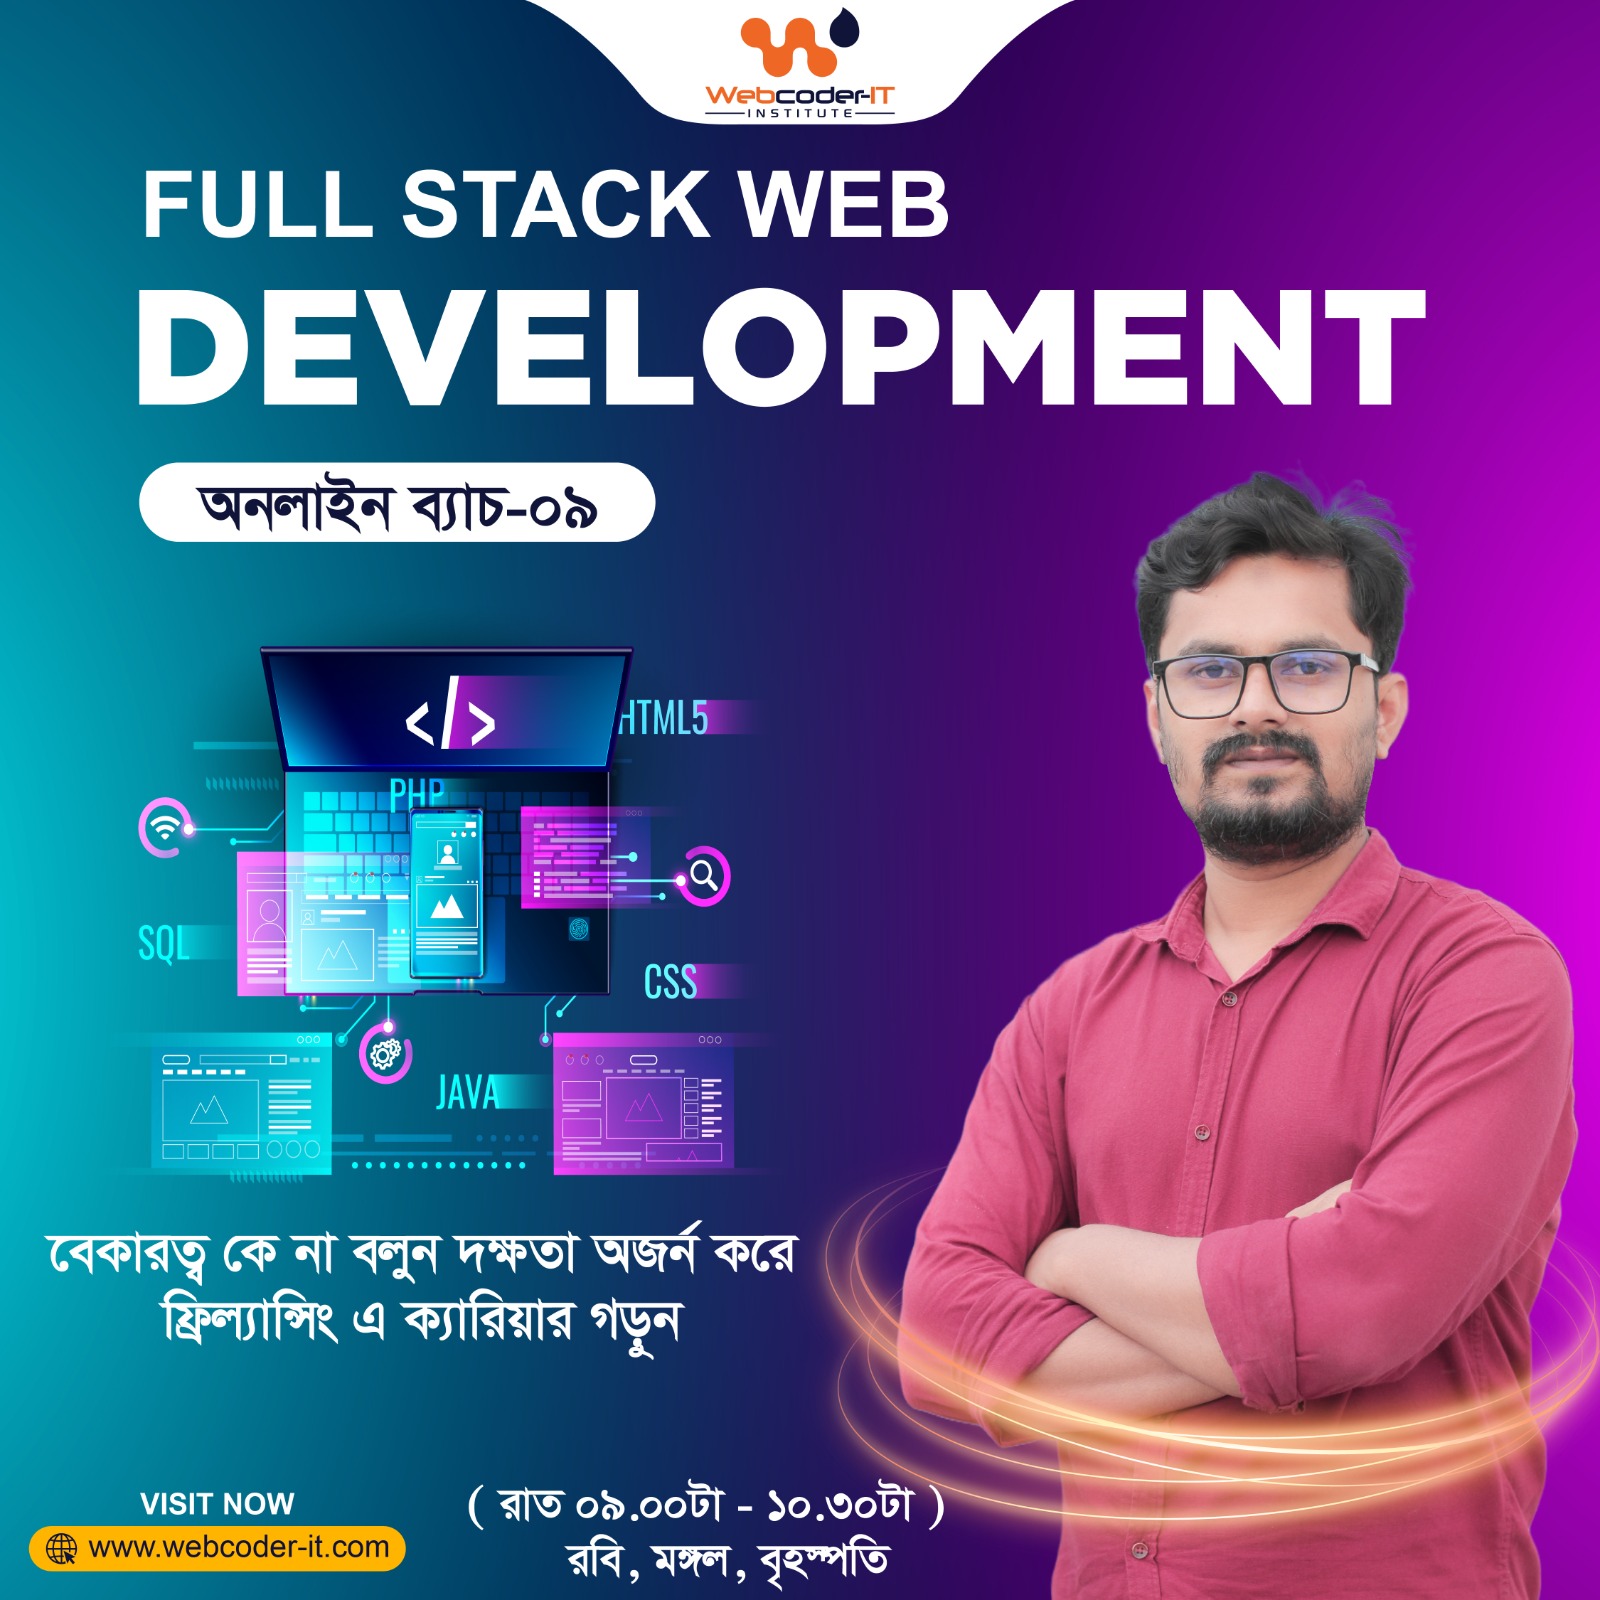 Webcoder-IT
INSTITUTE
FULL STACK WEB
DEVELOPMENT
অনলাইন ব্যাচ-০৯
</>
HTML5
PHP
SQL
CSS
JAVA
বেকারত্ব কে না বলুন দক্ষতা অর্জন করে
ফ্রিল্যান্সিং এ ক্যারিয়ার গড়ুন
VISIT NOW
www.webcoder-it.com
( রাত ০৯.০০টা - ১০.৩০টা )
রবি, মঙ্গল, বৃহস্পতি